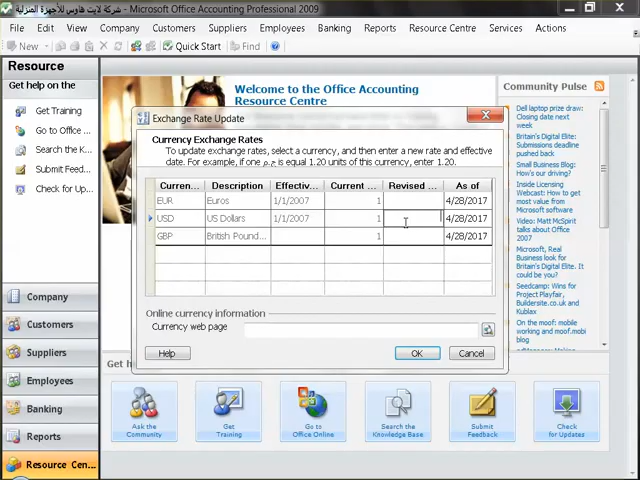 شركة لايت هاوس للأجهزة المنزلية - Microsoft Office Accounting Professional 2009
File Edit View Company Customers Suppliers Employees Banking Reports Resource Centre Services Actions
New Quick Start Find
Resource
Get help on the
Get Training
Go to Office ...
Search the K...
Submit Feed...
Check for Up...
Company
Customers
Suppliers
Employees
Banking
Reports
Resource Cen...
Welcome to the Office Accounting
Resource Centre
Exchange Rate Update
Currency Exchange Rates
To update exchange rates, select a currency, and then enter a new rate and effective
date. For example, if one ج.م is equal 1.20 units of this currency, enter 1.20.
Curren... Description Effectiv... Current ... Revised ... As of
EUR Euros 1/1/2007 1 4/28/2017
USD US Dollars 1/1/2007 1 4/28/2017
GBP British Pound... 1 4/28/2017
Online currency information
Currency web page
Help OK Cancel
Get he
Ask the
Community
Get
Training
Go to
Office Online
Search the
Knowledge Base
Submit
Feedback
Check
for Updates
Community Pulse
Dell laptop prize draw:
Closing date next
week
Britain's Digital Elite:
Submissions deadline
pushed back
Small Business Blog:
How's our driving?
Inside Licensing
Webcast: How to get
most value from
Microsoft software
Video: Matt McSpirit
talks about Office
2007
Microsoft, Real
Business look for
Britain's Digital Elite. It
could be you!
Seedcamp: Wins for
Project Playfair,
Buildersite.co.uk and
Kublax
On the move: mobile
working and moof.mobi
blog